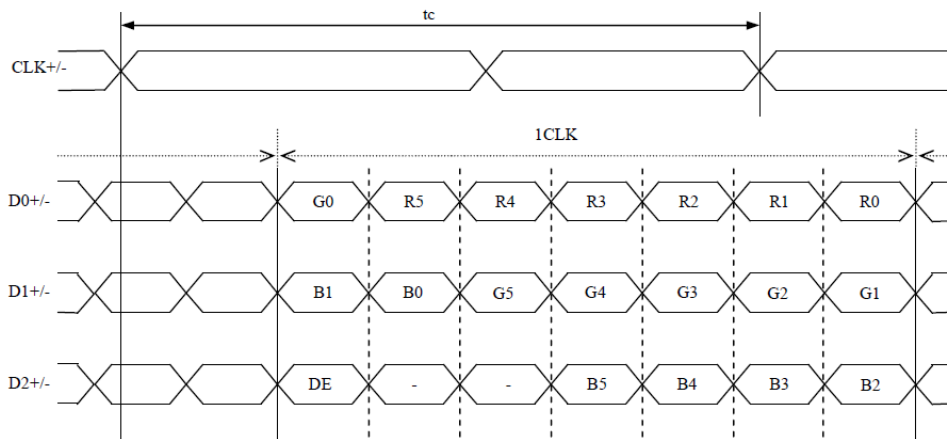 tc
CLK+/-
1CLK
D0+/- G0 R5 R4 R3 R2 R1 R0
D1+/- B1 B0 G5 G4 G3 G2 G1
D2+/- DE - - B5 B4 B3 B2